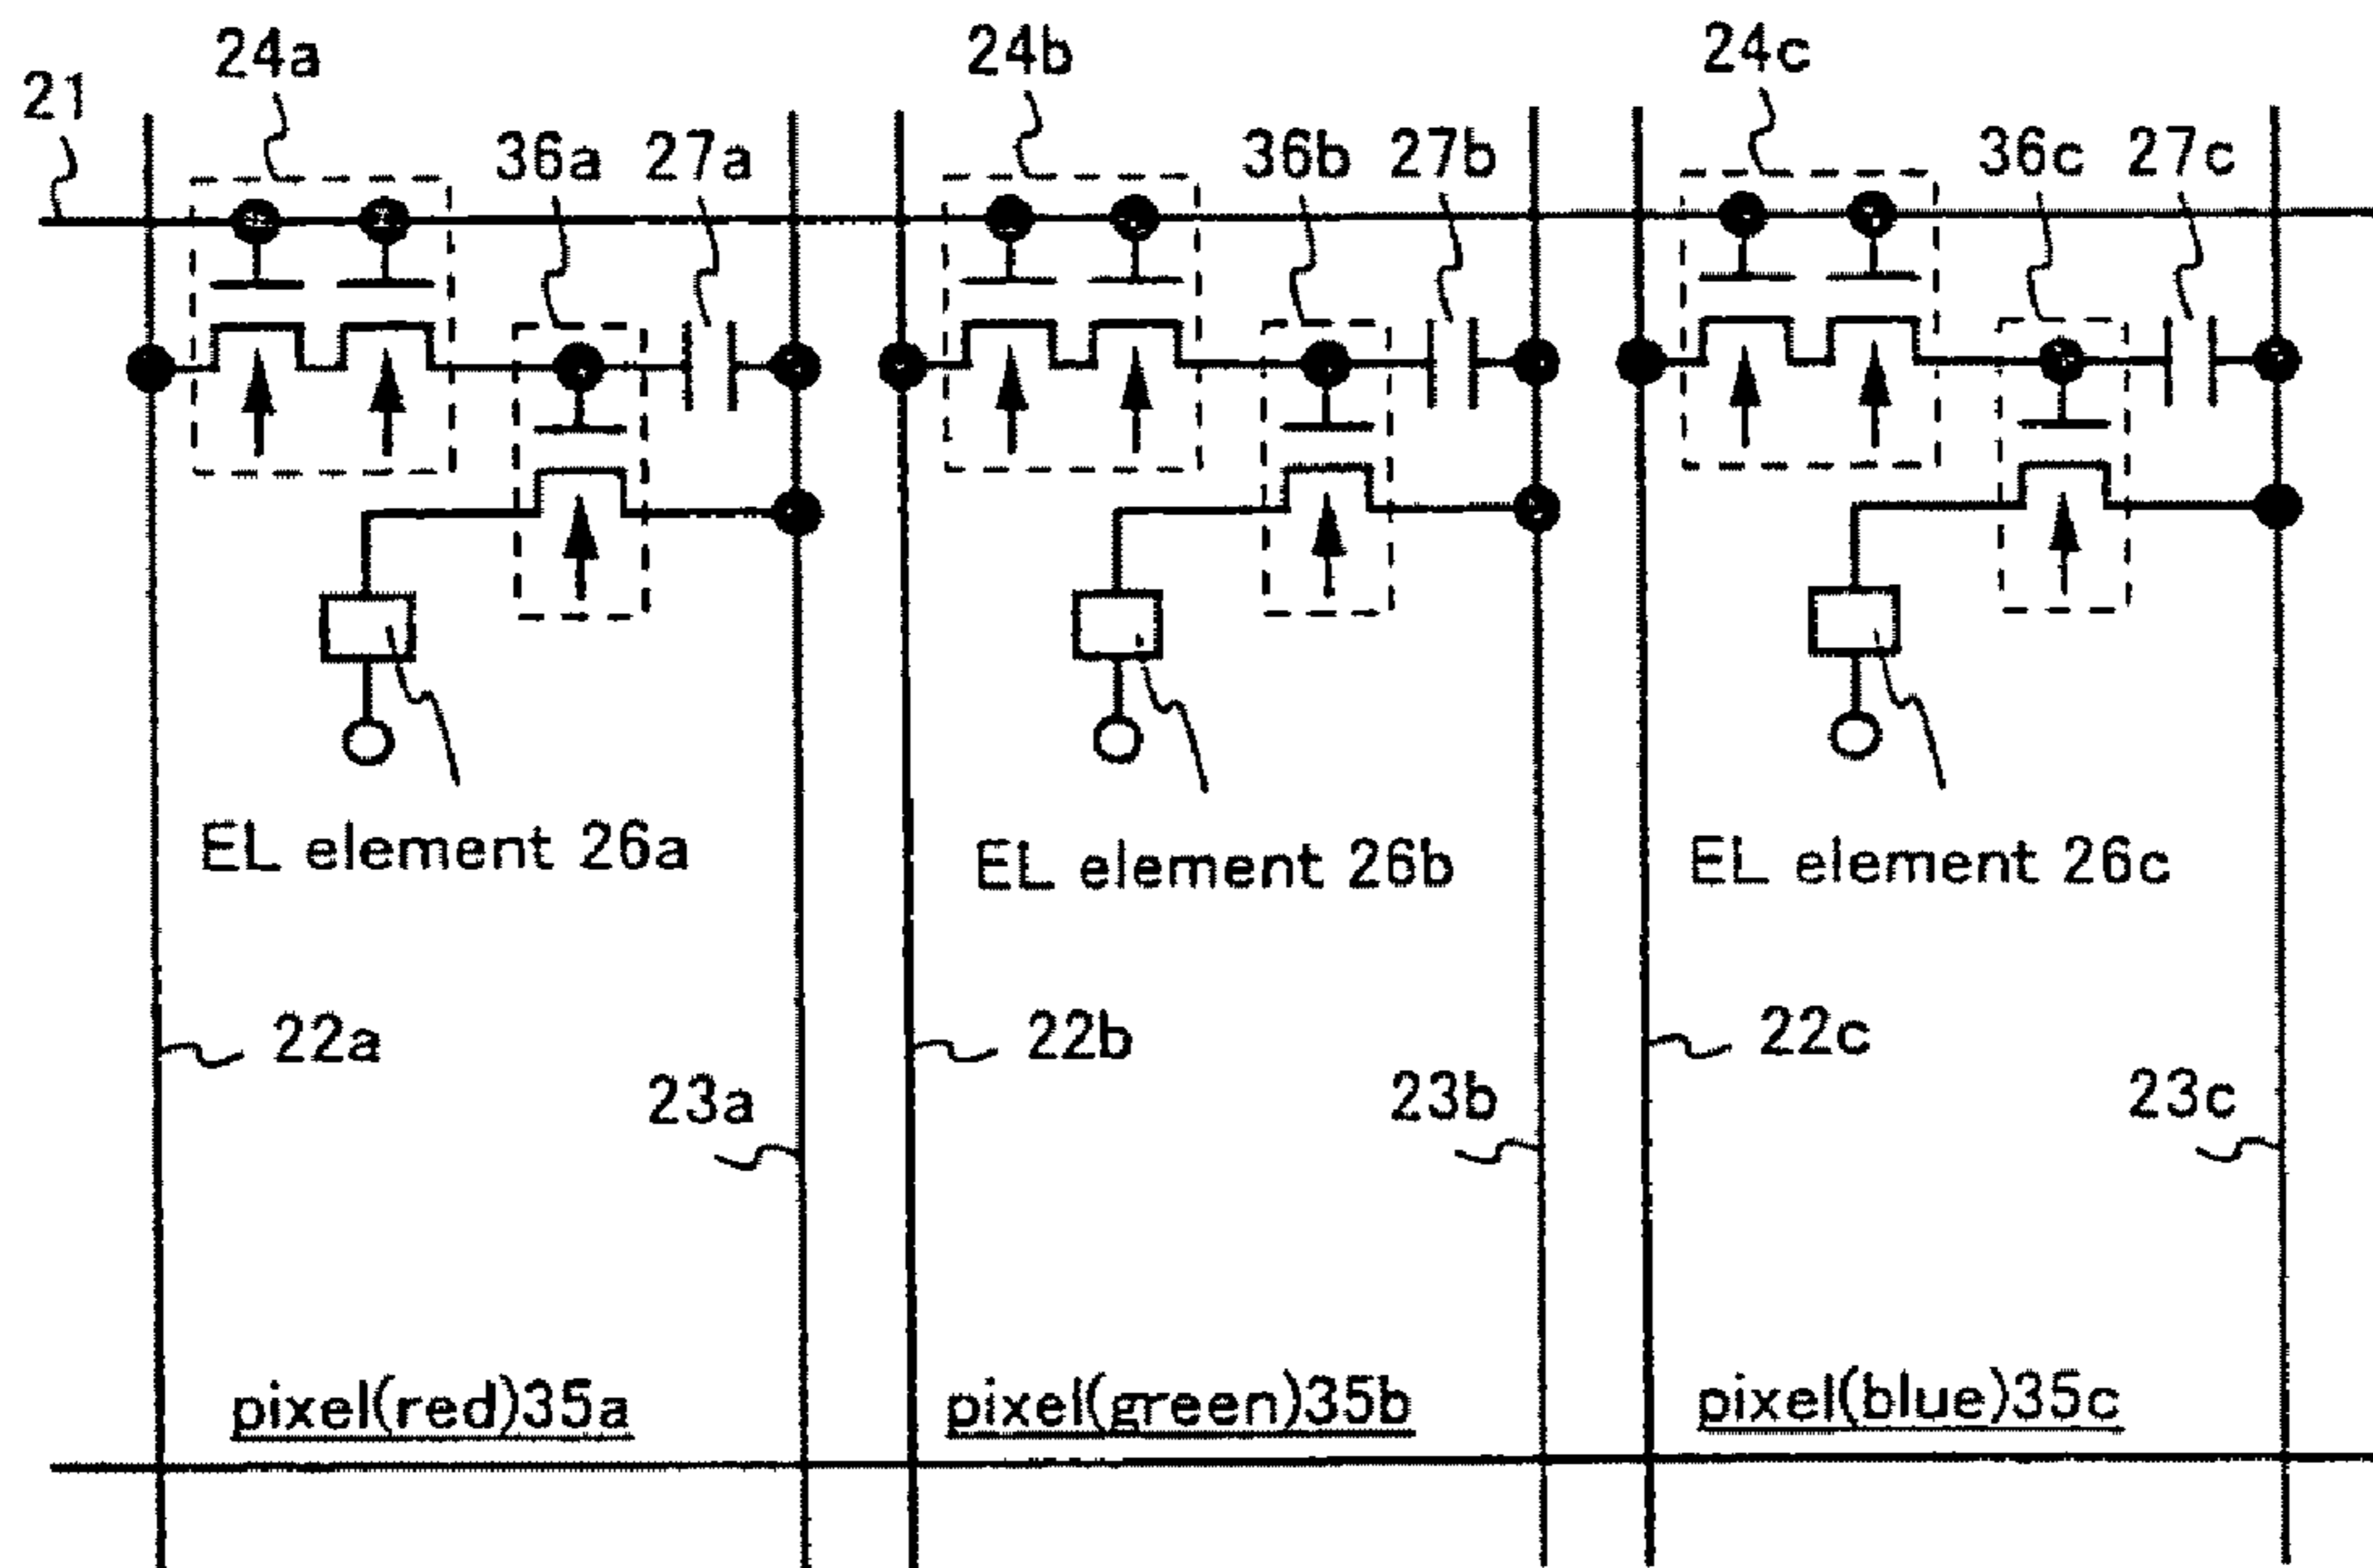 24a
24b
24c
21
36a
27a
36b
27b
36c
27c
EL element 26a
EL element 26b
EL element 26c
22a
22b
22c
23a
23b
23c
pixel(red)35a
pixel(green)35b
pixel(blue)35c